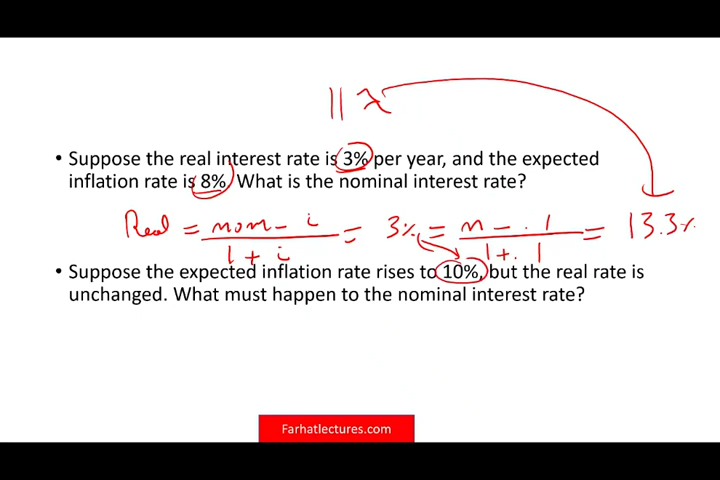 11 %
• Suppose the real interest rate is 3% per year, and the expected
inflation rate is 8%. What is the nominal interest rate?
Real = nom - i / 1 + i = 3% = n - .1 / 1 + .1 = 13.3%
• Suppose the expected inflation rate rises to 10%, but the real rate is
unchanged. What must happen to the nominal interest rate?
Farhatlectures.com